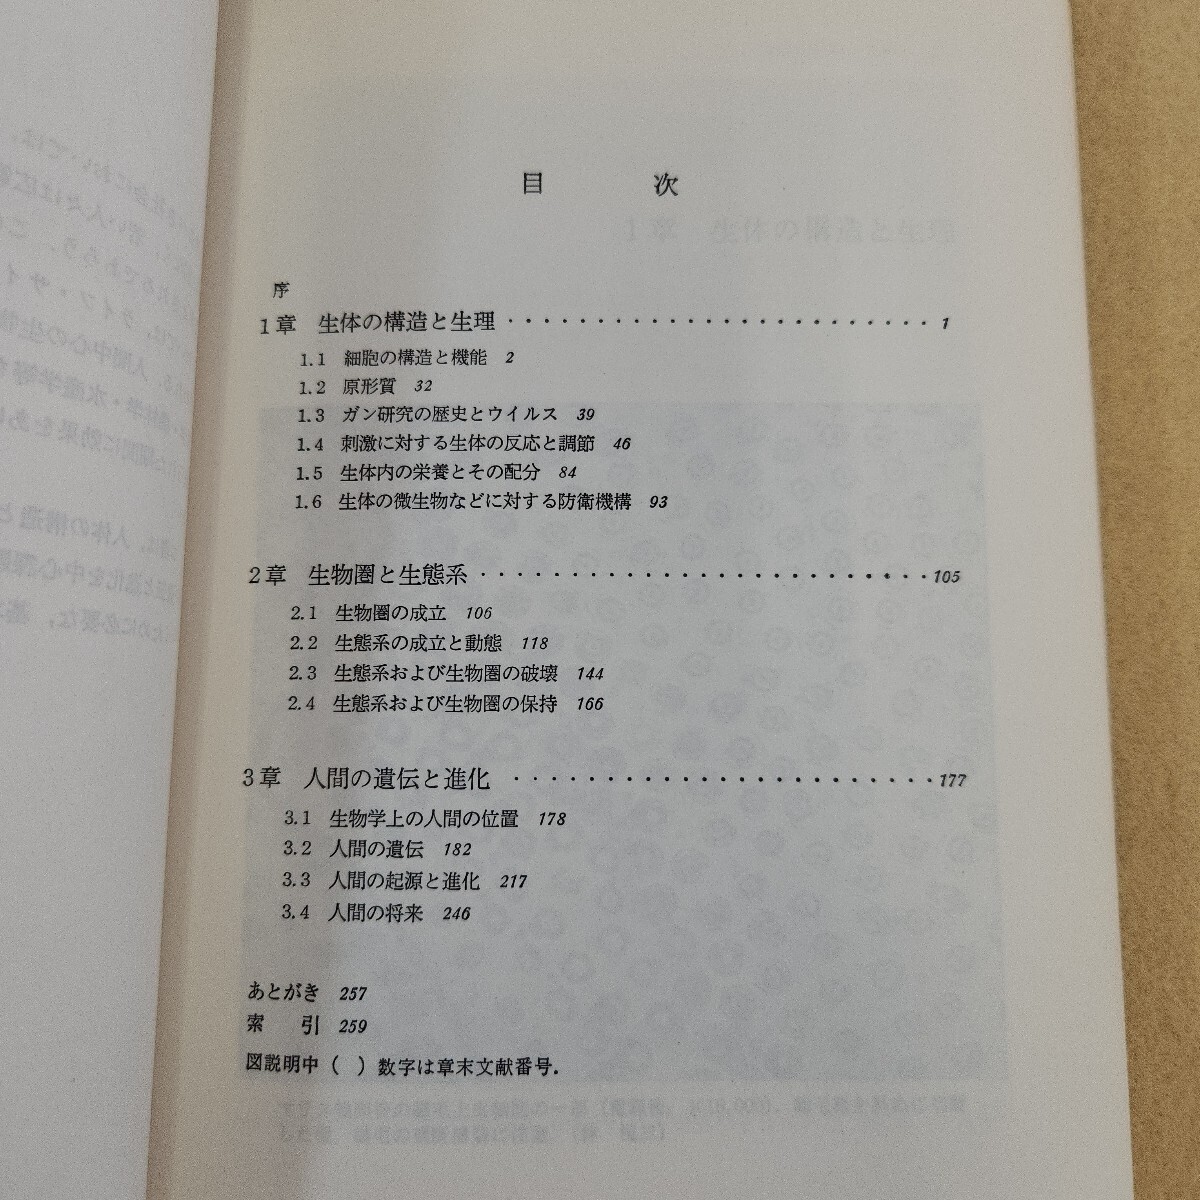 目 次
序
1章 生体の構造と生理 ························ 1
1.1 細胞の構造と機能 2
1.2 原形質 32
1.3 ガン研究の歴史とウイルス 39
1.4 刺激に対する生体の反応と調節 46
1.5 生体内の栄養とその配分 84
1.6 生体の微生物などに対する防衛機構 93
2章 生物圏と生態系 ························· 105
2.1 生物圏の成立 106
2.2 生態系の成立と動態 118
2.3 生態系および生物圏の破壊 144
2.4 生態系および生物圏の保持 166
3章 人間の遺伝と進化 ························ 177
3.1 生物学上の人間の位置 178
3.2 人間の遺伝 182
3.3 人間の起源と進化 217
3.4 人間の将来 246
あとがき 257
索 引 259
図説明中( )数字は章末文献番号.
1章 生体の構造と生理